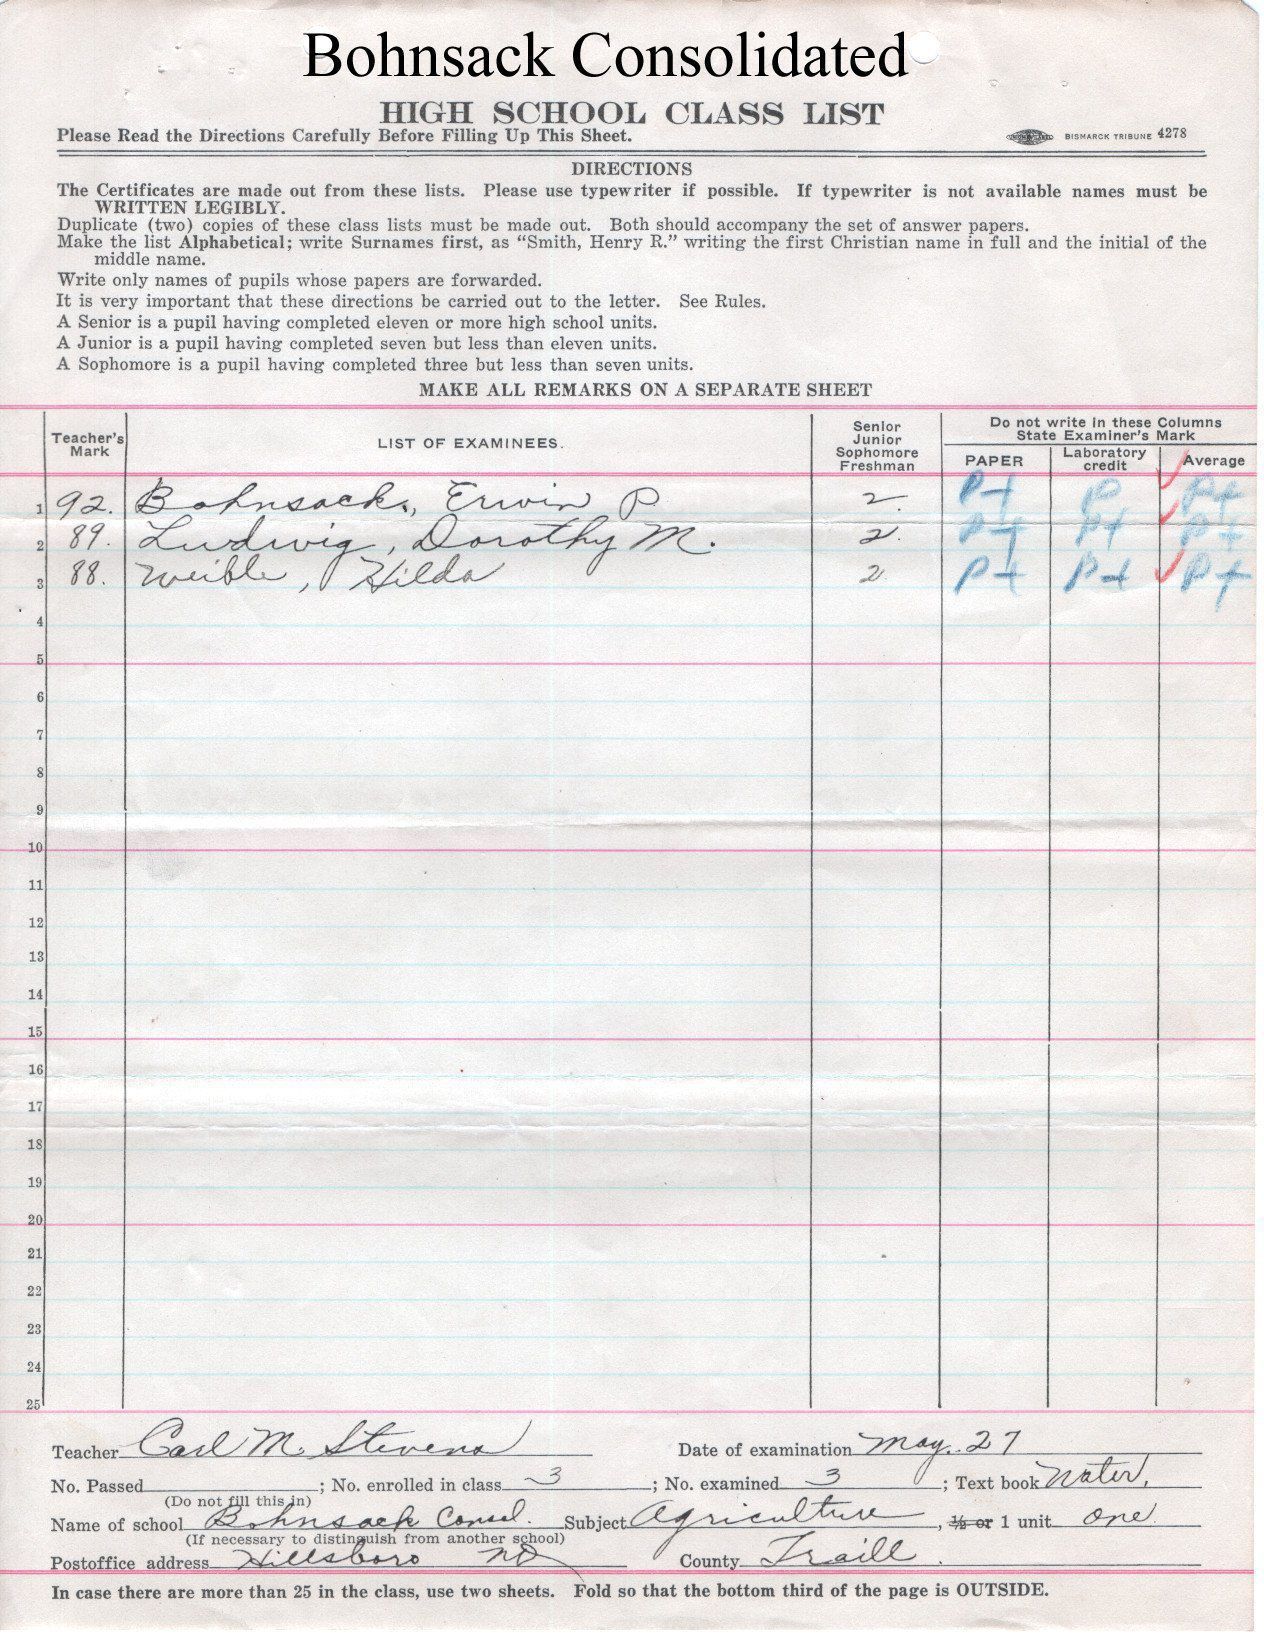 Bohnsack Consolidated
HIGH SCHOOL CLASS LIST
Please Read the Directions Carefully Before Filling Up This Sheet.
BISMARCK TRIBUNE 4278
DIRECTIONS
The Certificates are made out from these lists. Please use typewriter if possible. If typewriter is not available names must be
WRITTEN LEGIBLY.
Duplicate (two) copies of these class lists must be made out. Both should accompany the set of answer papers.
Make the list Alphabetical; write Surnames first, as "Smith, Henry R." writing the first Christian name in full and the initial of the
middle name.
Write only names of pupils whose papers are forwarded.
It is very important that these directions be carried out to the letter. See Rules.
A Senior is a pupil having completed eleven or more high school units.
A Junior is a pupil having completed seven but less than eleven units.
A Sophomore is a pupil having completed three but less than seven units.
MAKE ALL REMARKS ON A SEPARATE SHEET
Teacher's Mark
LIST OF EXAMINEES.
Senior
Junior
Sophomore
Freshman
Do not write in these Columns
State Examiner's Mark
PAPER
Laboratory credit
Average
1 92. Bohnsack, Erwin P. 2. P+ P P+
2 89. Ludwig, Dorothy M. 2. P+ P+ P+
3 88. Weible, Hilda 2 P+ P+ P+
4
5
6
7
8
9
10
11
12
13
14
15
16
17
18
19
20
21
22
23
24
25
Teacher Carl M. Stevens Date of examination May. 27
No. Passed ; No. enrolled in class 3 ; No. examined 3 ; Text book Water.
(Do not fill this in)
Name of school Bohnsack Consol. Subject Agriculture , ½ or 1 unit one.
(If necessary to distinguish from another school)
Postoffice address Hillsboro ND County Traill.
In case there are more than 25 in the class, use two sheets. Fold so that the bottom third of the page is OUTSIDE.